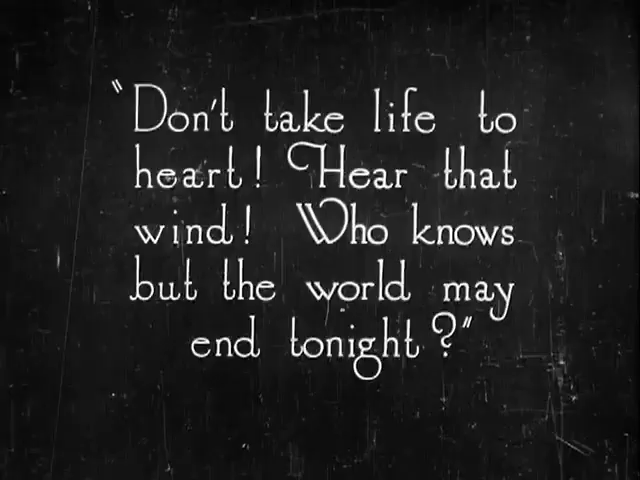 "Don't take life to
heart! Hear that
wind! Who knows
but the world may
end tonight?"